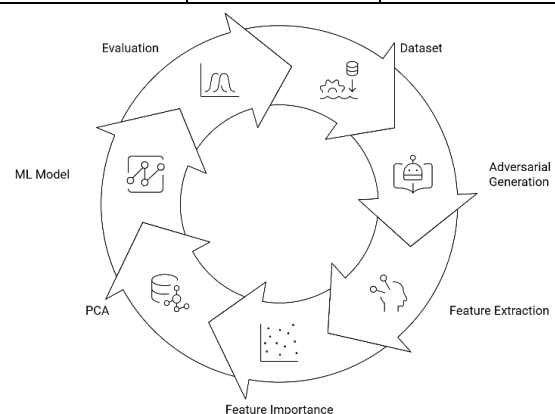 Evaluation
Dataset
ML Model
Adversarial
Generation
PCA
Feature Extraction
Feature Importance